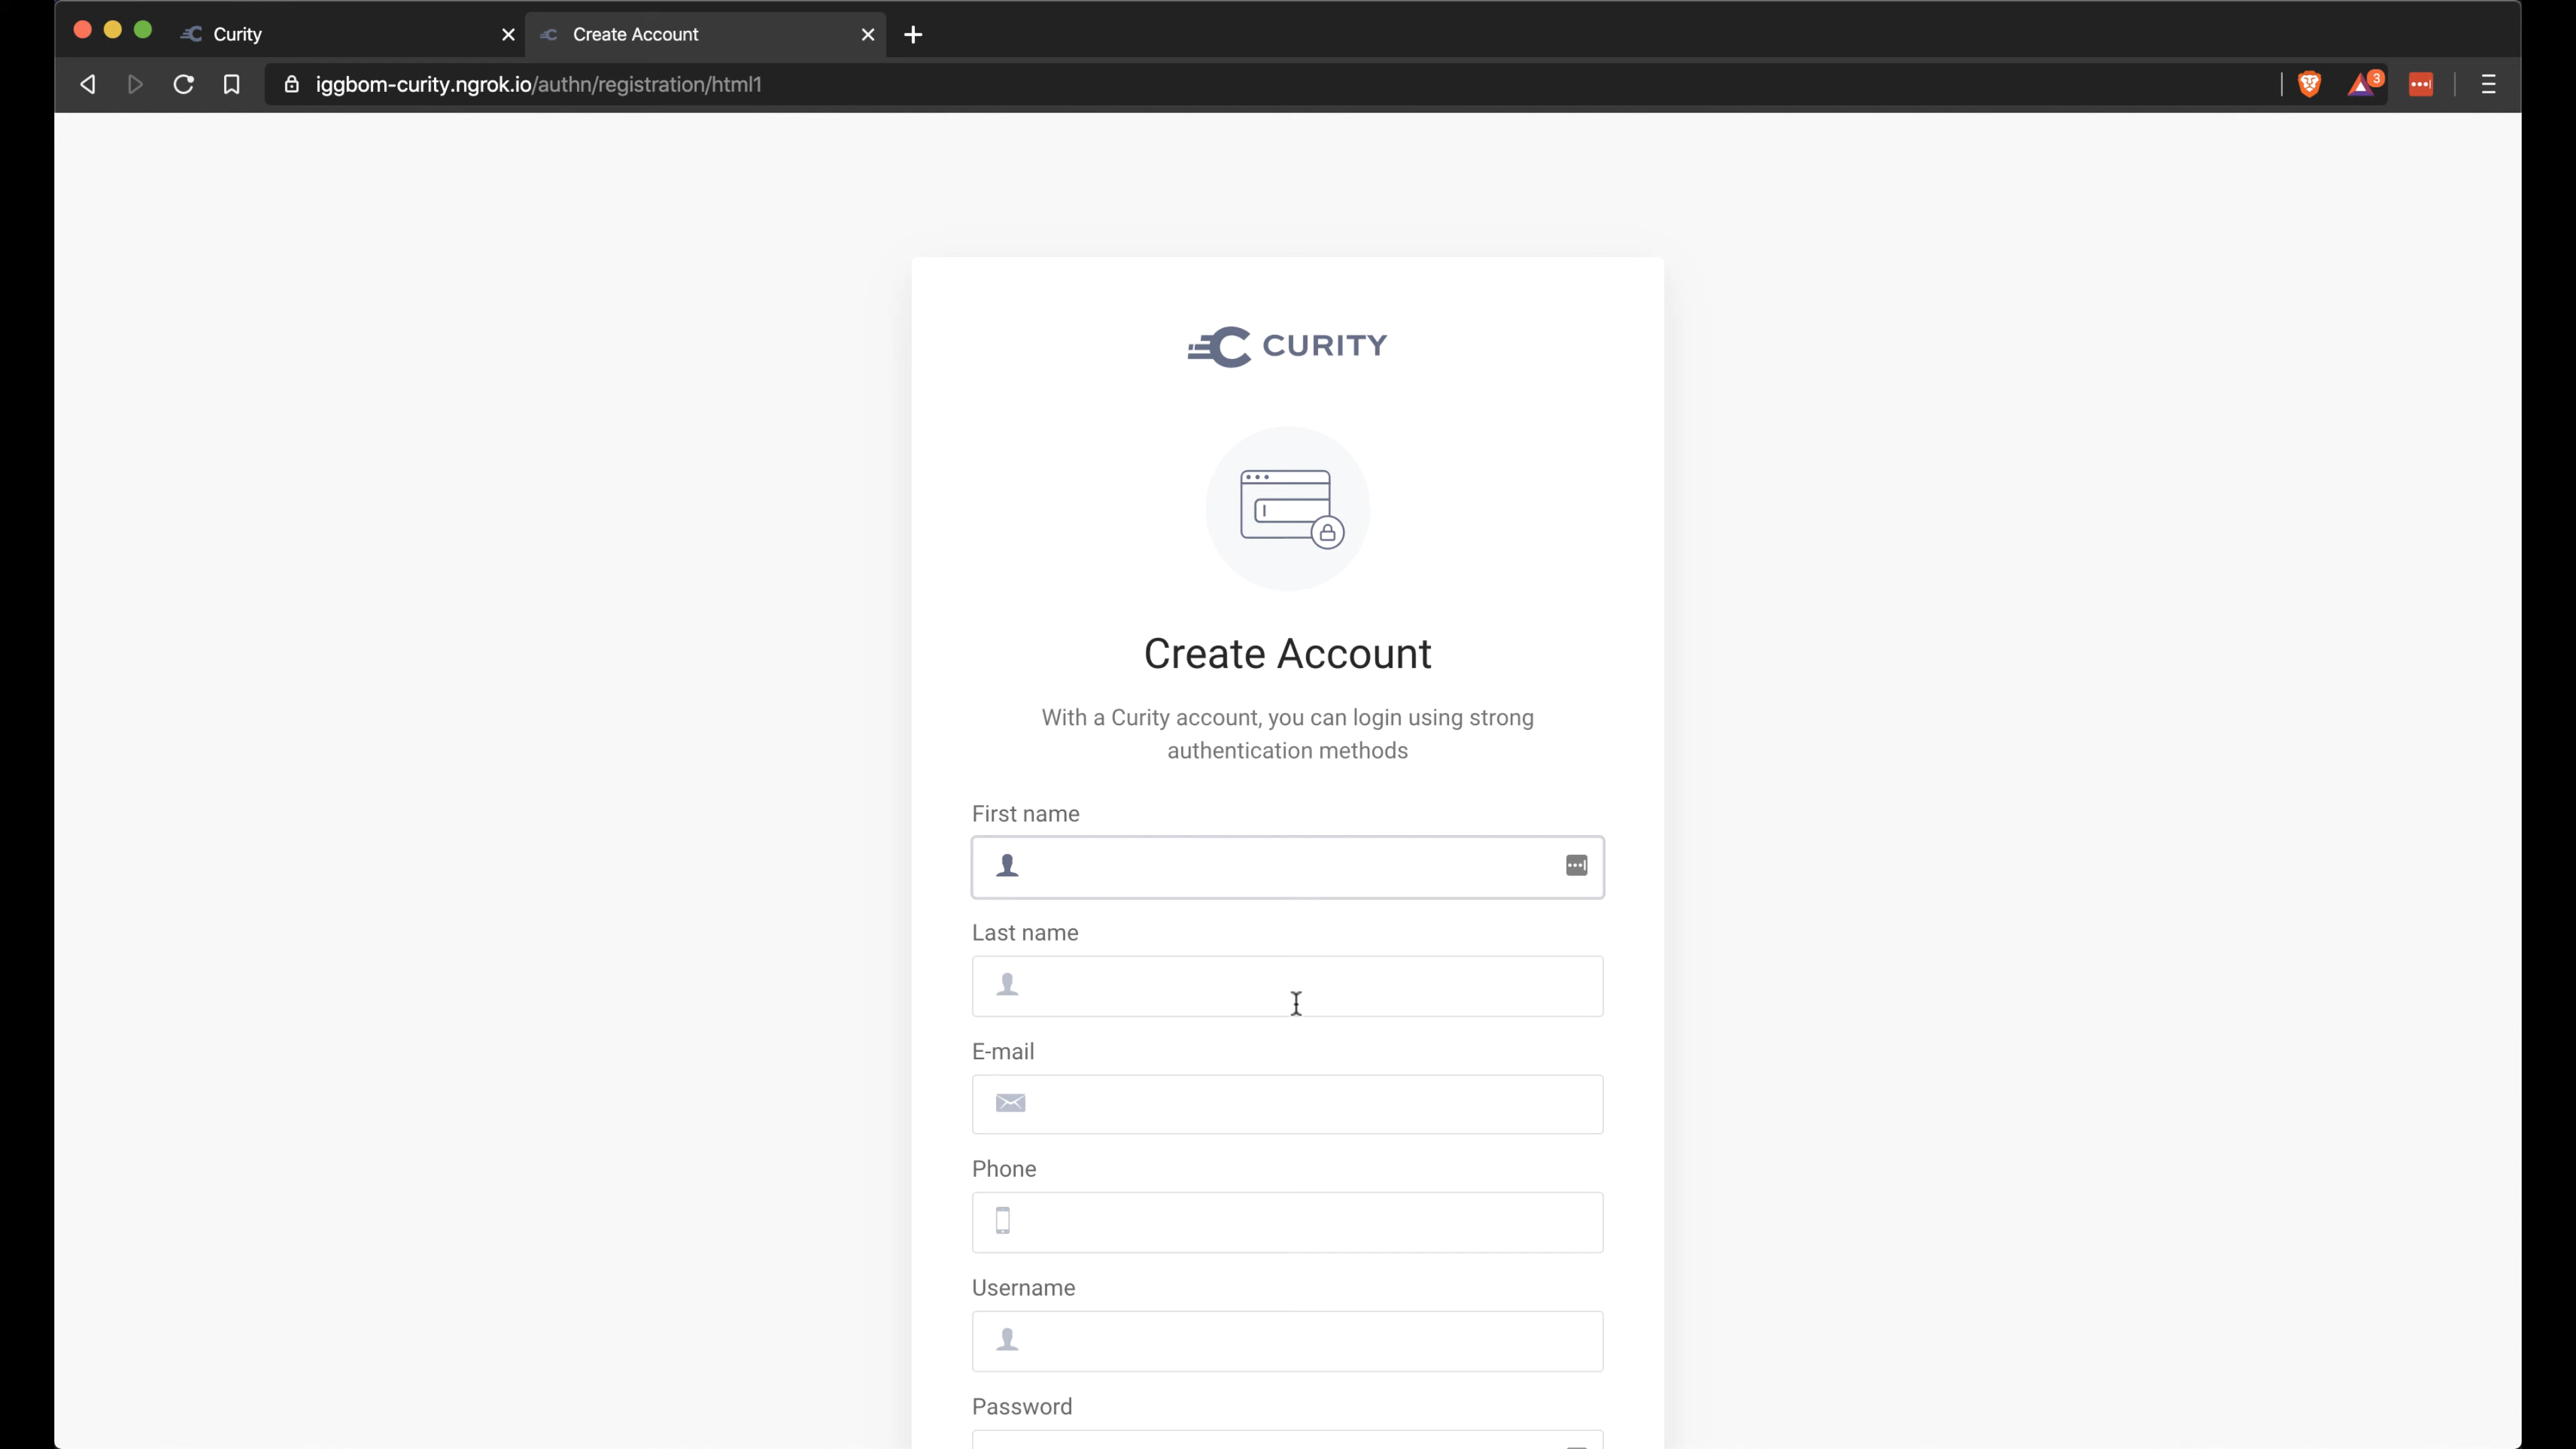 Curity
Create Account
iggbom-curity.ngrok.io/authn/registration/html1
3
CURITY
Create Account
With a Curity account, you can login using strong
authentication methods
First name
Last name
E-mail
Phone
Username
Password